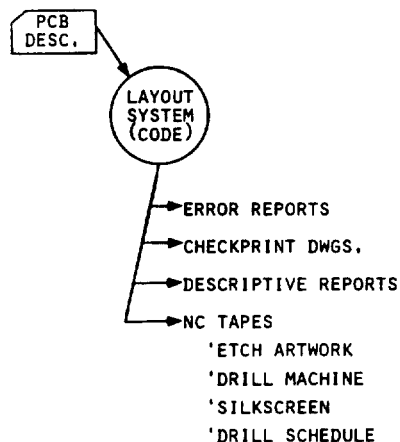 PCB
DESC.
LAYOUT
SYSTEM
(CODE)
ERROR REPORTS
CHECKPRINT DWGS.
DESCRIPTIVE REPORTS
NC TAPES
'ETCH ARTWORK
'DRILL MACHINE
'SILKSCREEN
'DRILL SCHEDULE